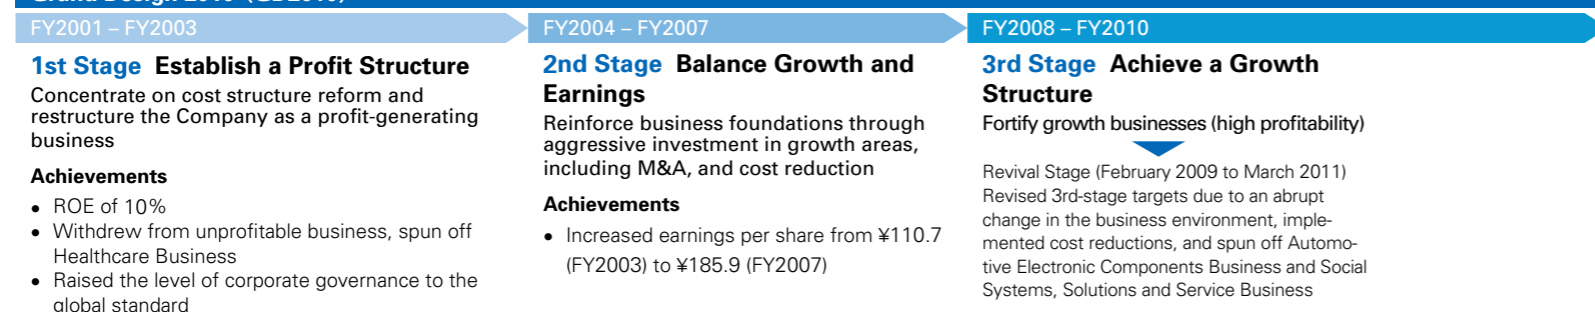 Grand Design 2010 (GD2010)
FY2001 – FY2003
1st Stage Establish a Profit Structure
Concentrate on cost structure reform and
restructure the Company as a profit-generating
business
Achievements
• ROE of 10%
• Withdrew from unprofitable business, spun off
Healthcare Business
• Raised the level of corporate governance to the
global standard
FY2004 – FY2007
2nd Stage Balance Growth and
Earnings
Reinforce business foundations through
aggressive investment in growth areas,
including M&A, and cost reduction
Achievements
• Increased earnings per share from ¥110.7
(FY2003) to ¥185.9 (FY2007)
FY2008 – FY2010
3rd Stage Achieve a Growth
Structure
Fortify growth businesses (high profitability)
Revival Stage (February 2009 to March 2011)
Revised 3rd-stage targets due to an abrupt
change in the business environment, imple-
mented cost reductions, and spun off Automo-
tive Electronic Components Business and Social
Systems, Solutions and Service Business